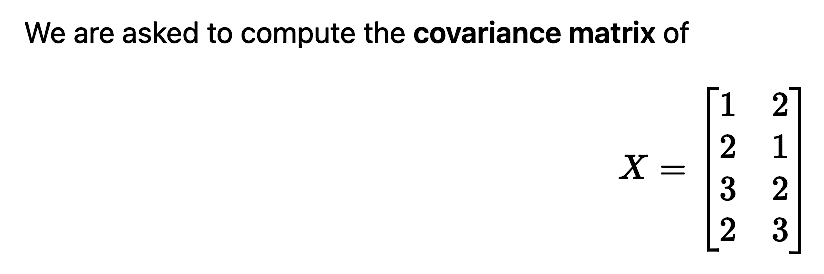 We are asked to compute the covariance matrix of
X = [1 2
2 1
3 2
2 3]